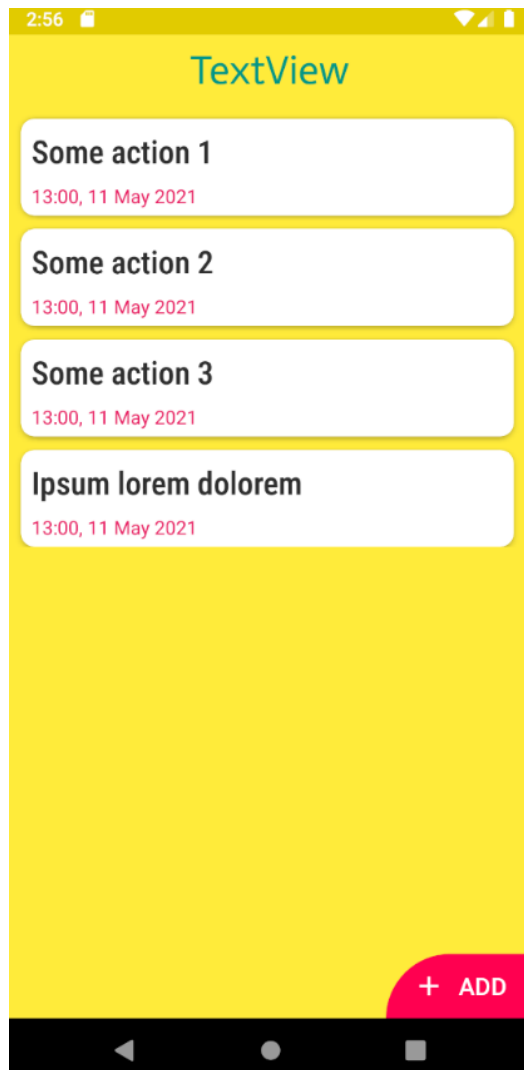 2:56
TextView
Some action 1
13:00, 11 May 2021
Some action 2
13:00, 11 May 2021
Some action 3
13:00, 11 May 2021
Ipsum lorem dolorem
13:00, 11 May 2021
+ ADD